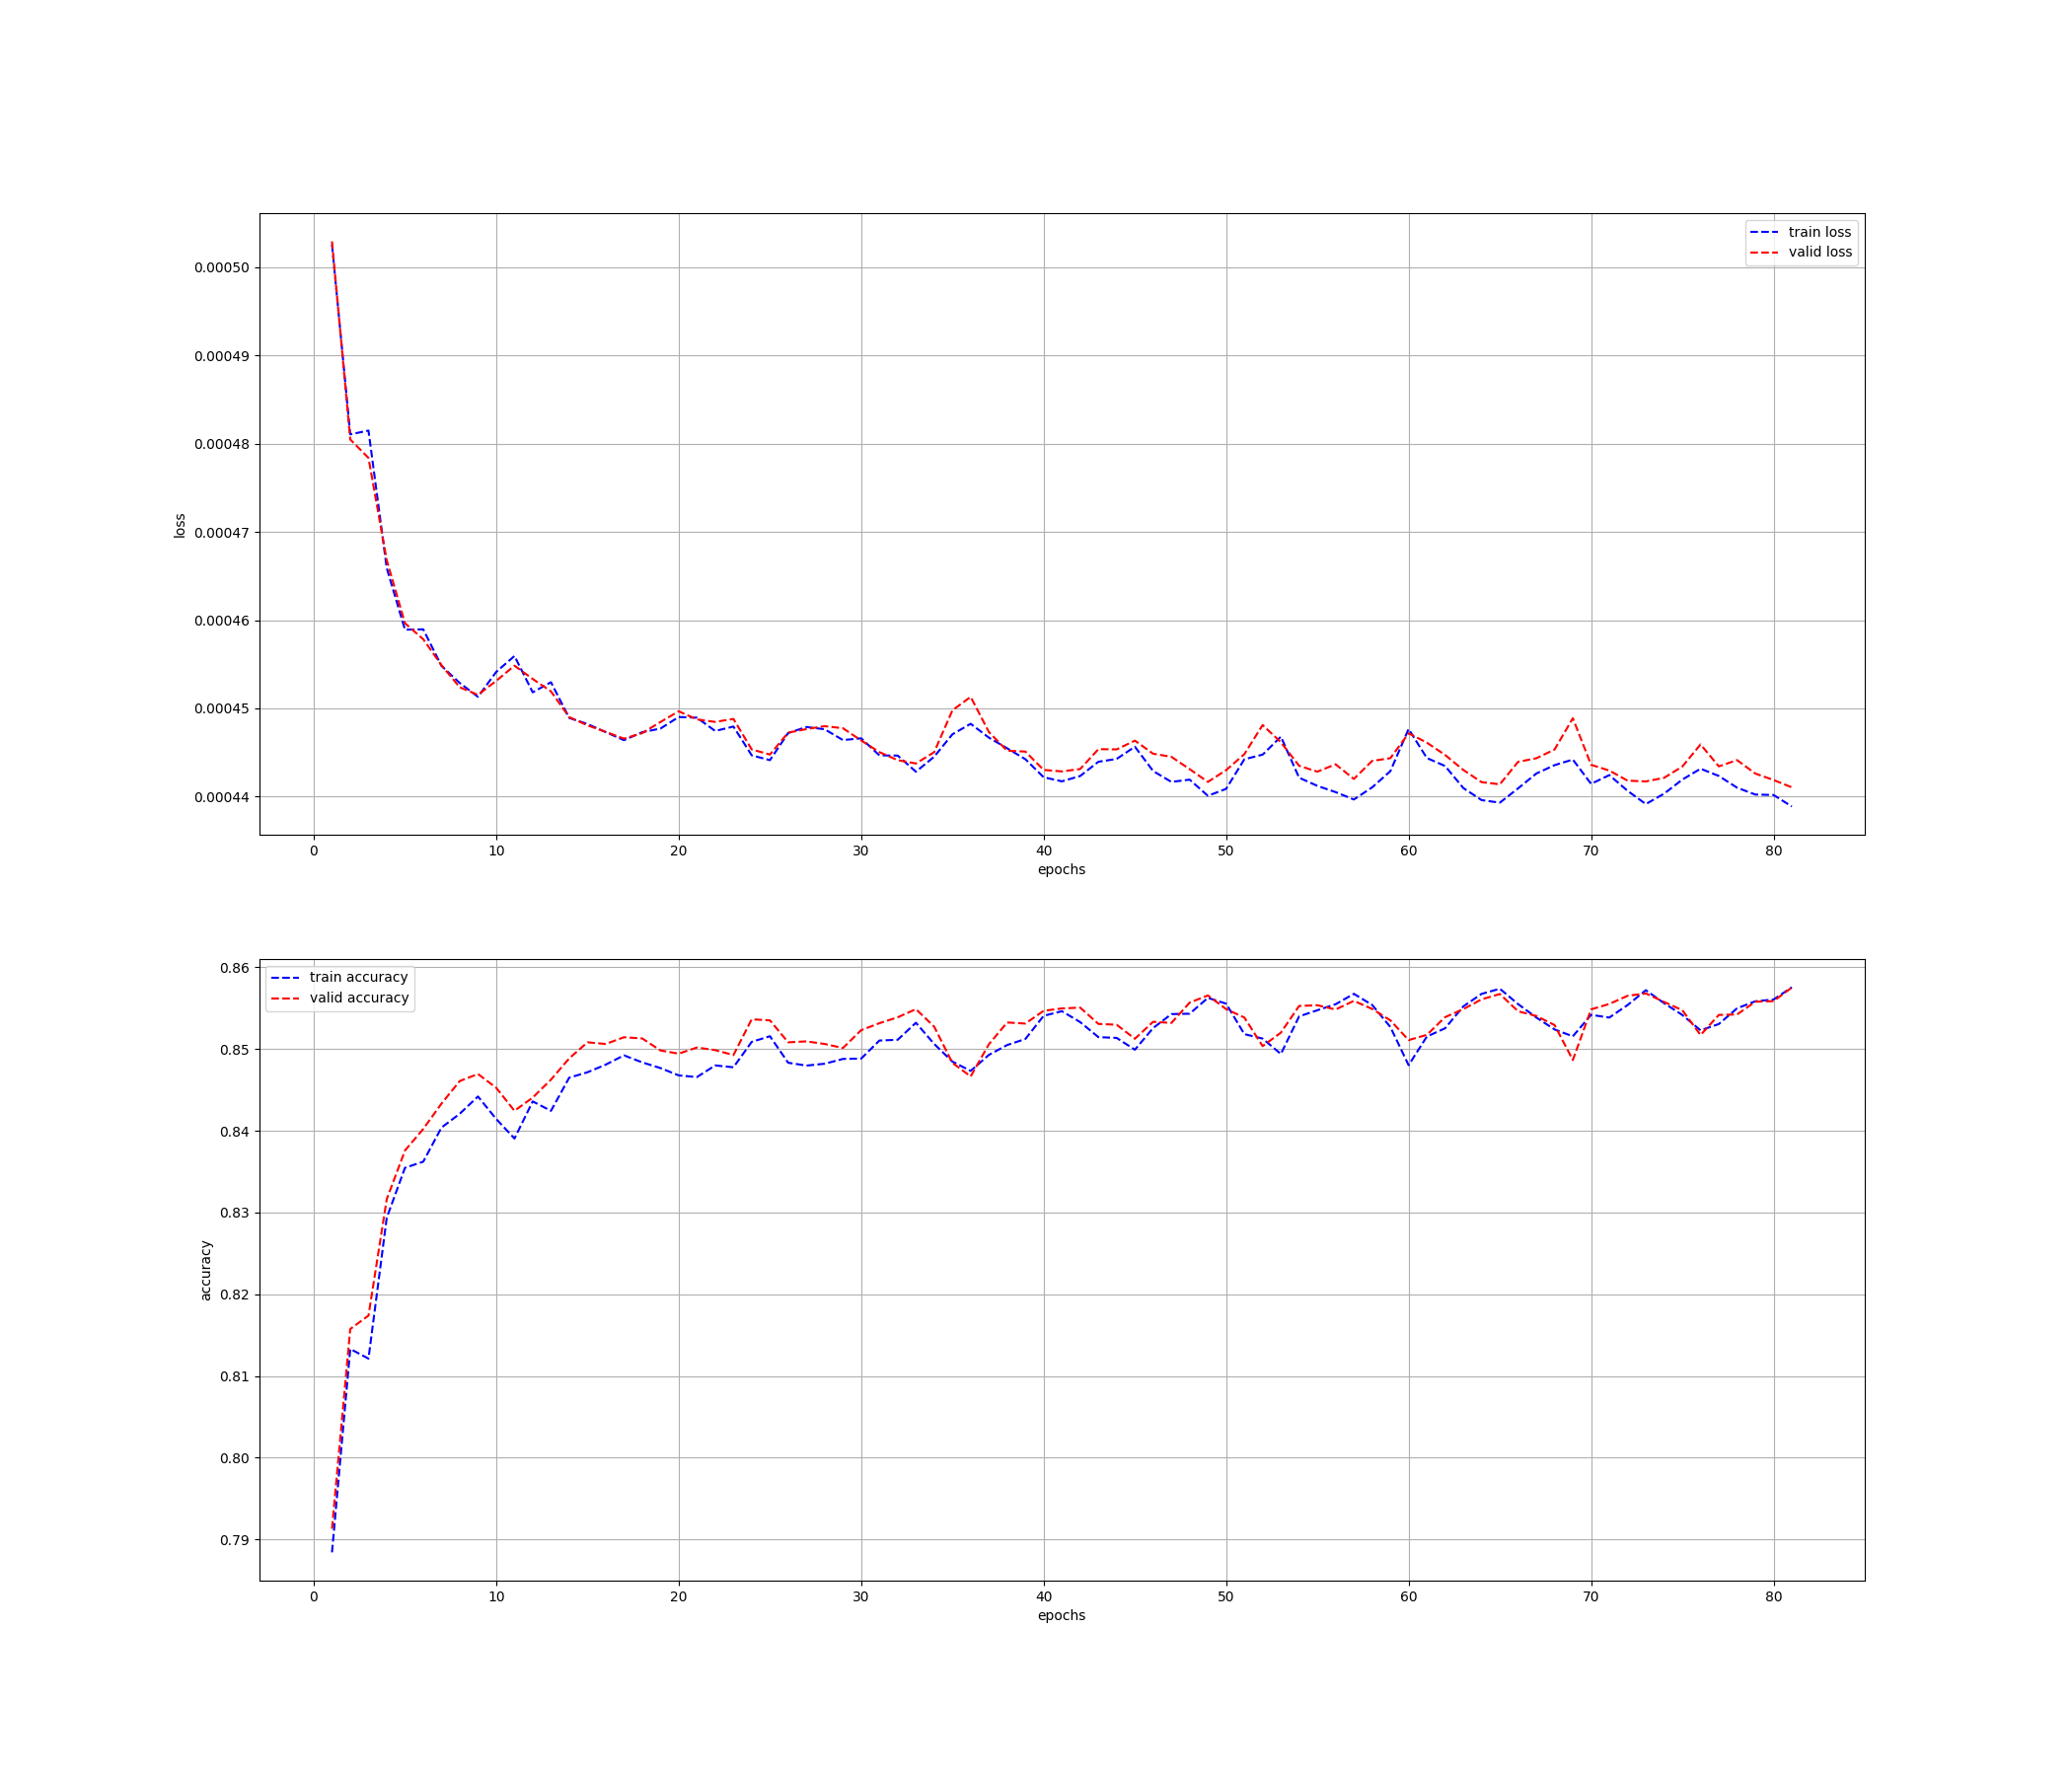 train loss
valid loss
0.00050
0.00049
0.00048
0.00047
0.00046
0.00045
0.00044
loss
0 10 20 30 40 50 60 70 80
epochs
train accuracy
valid accuracy
0.86
0.85
0.84
0.83
0.82
0.81
0.80
0.79
accuracy
0 10 20 30 40 50 60 70 80
epochs